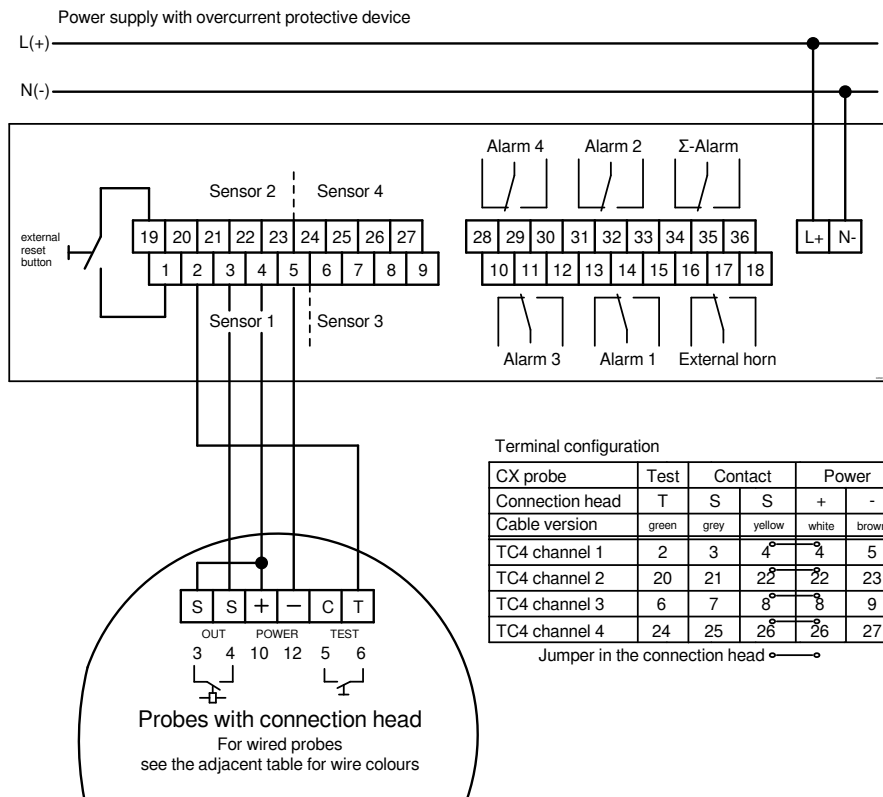 Power supply with overcurrent protective device
L(+)
N(-)
Alarm 4 Alarm 2 Σ-Alarm
Sensor 2 Sensor 4
external
reset
button
19 20 21 22 23 24 25 26 27
28 29 30 31 32 33 34 35 36
L+ N-
1 2 3 4 5 6 7 8 9
10 11 12 13 14 15 16 17 18
Sensor 1 Sensor 3
Alarm 3 Alarm 1 External horn
Terminal configuration
CX probe Test Contact Power
Connection head T S S + -
Cable version green grey yellow white brown
TC4 channel 1 2 3 4 4 5
TC4 channel 2 20 21 22 22 23
TC4 channel 3 6 7 8 8 9
TC4 channel 4 24 25 26 26 27
Jumper in the connection head
S S + − C T
OUT POWER TEST
3 4 10 12 5 6
Probes with connection head
For wired probes
see the adjacent table for wire colours